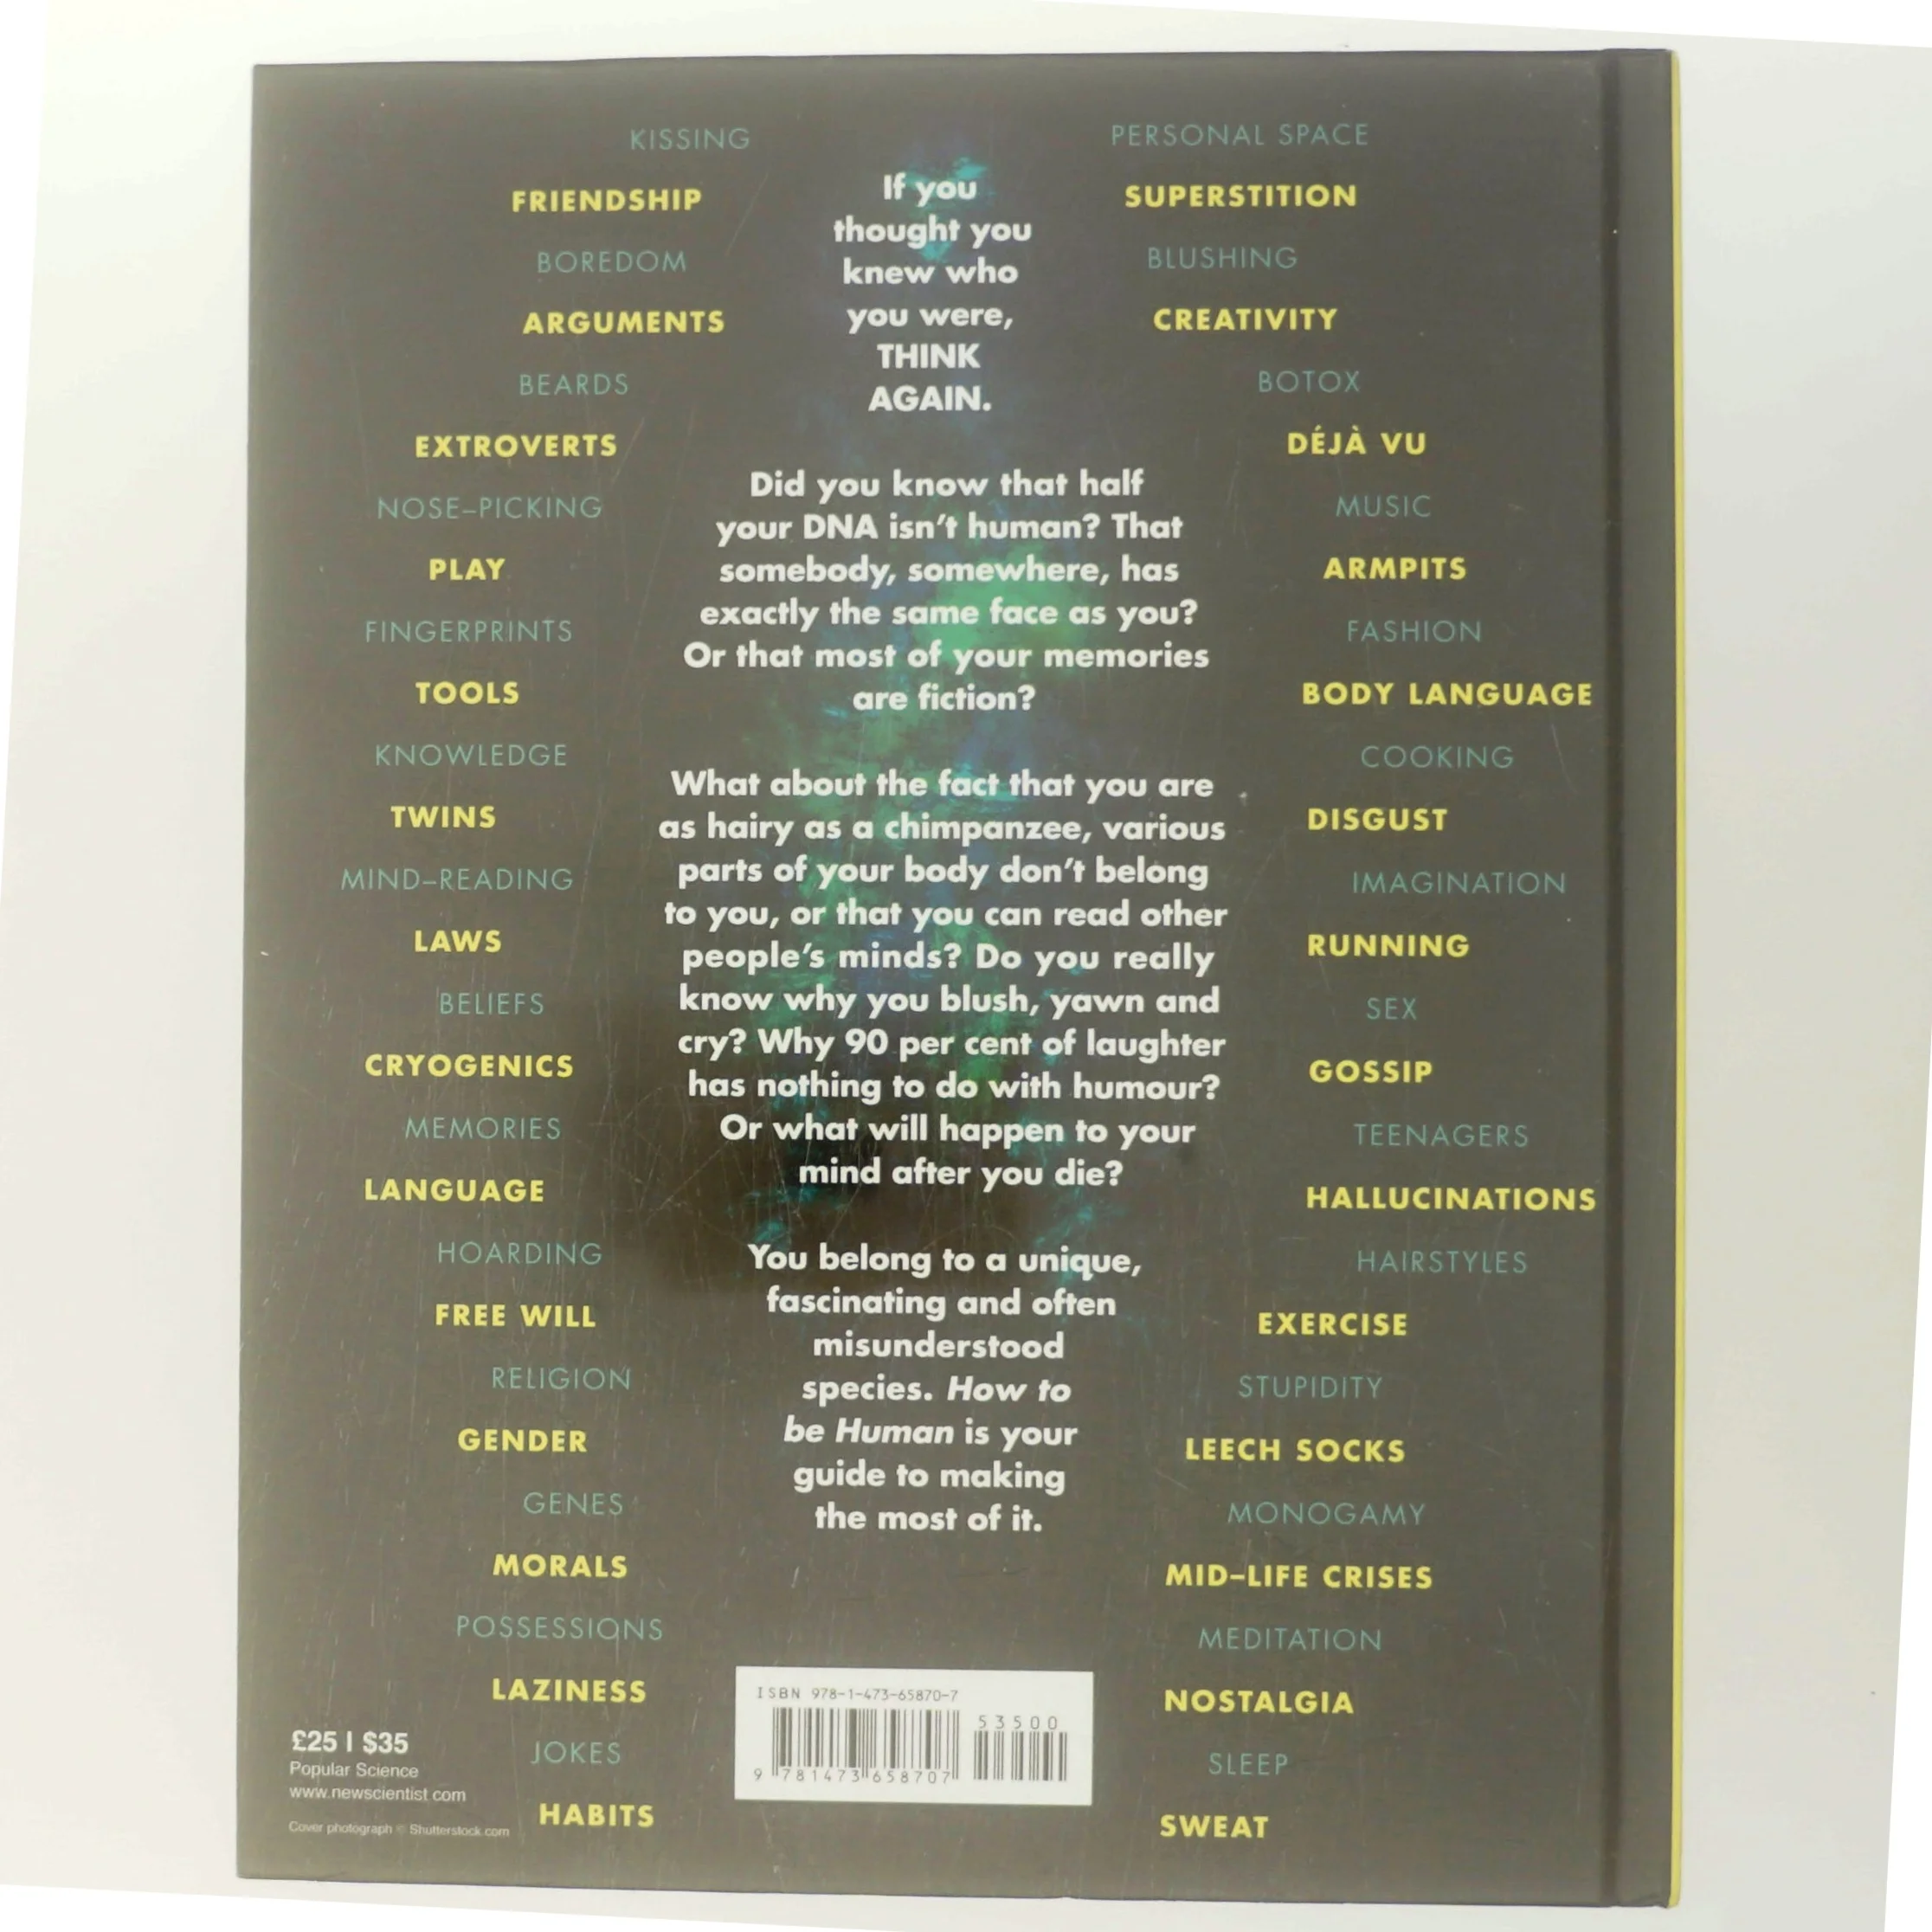 KISSING
FRIENDSHIP
BOREDOM
ARGUMENTS
BEARDS
EXTROVERTS
NOSE–PICKING
PLAY
FINGERPRINTS
TOOLS
KNOWLEDGE
TWINS
MIND–READING
LAWS
BELIEFS
CRYOGENICS
MEMORIES
LANGUAGE
HOARDING
FREE WILL
RELIGION
GENDER
GENES
MORALS
POSSESSIONS
LAZINESS
JOKES
HABITS
If you
thought you
knew who
you were,
THINK
AGAIN.
Did you know that half
your DNA isn't human? That
somebody, somewhere, has
exactly the same face as you?
Or that most of your memories
are fiction?
What about the fact that you are
as hairy as a chimpanzee, various
parts of your body don't belong
to you, or that you can read other
people's minds? Do you really
know why you blush, yawn and
cry? Why 90 per cent of laughter
has nothing to do with humour?
Or what will happen to your
mind after you die?
You belong to a unique,
fascinating and often
misunderstood
species. How to
be Human is your
guide to making
the most of it.
PERSONAL SPACE
SUPERSTITION
BLUSHING
CREATIVITY
BOTOX
DÉJÀ VU
MUSIC
ARMPITS
FASHION
BODY LANGUAGE
COOKING
DISGUST
IMAGINATION
RUNNING
SEX
GOSSIP
TEENAGERS
HALLUCINATIONS
HAIRSTYLES
EXERCISE
STUPIDITY
LEECH SOCKS
MONOGAMY
MID–LIFE CRISES
MEDITATION
NOSTALGIA
SLEEP
SWEAT
£25 | $35
Popular Science
www.newscientist.com
Cover photograph © Shutterstock.com
ISBN 978-1-473-65870-7
53500
9 781473 658707